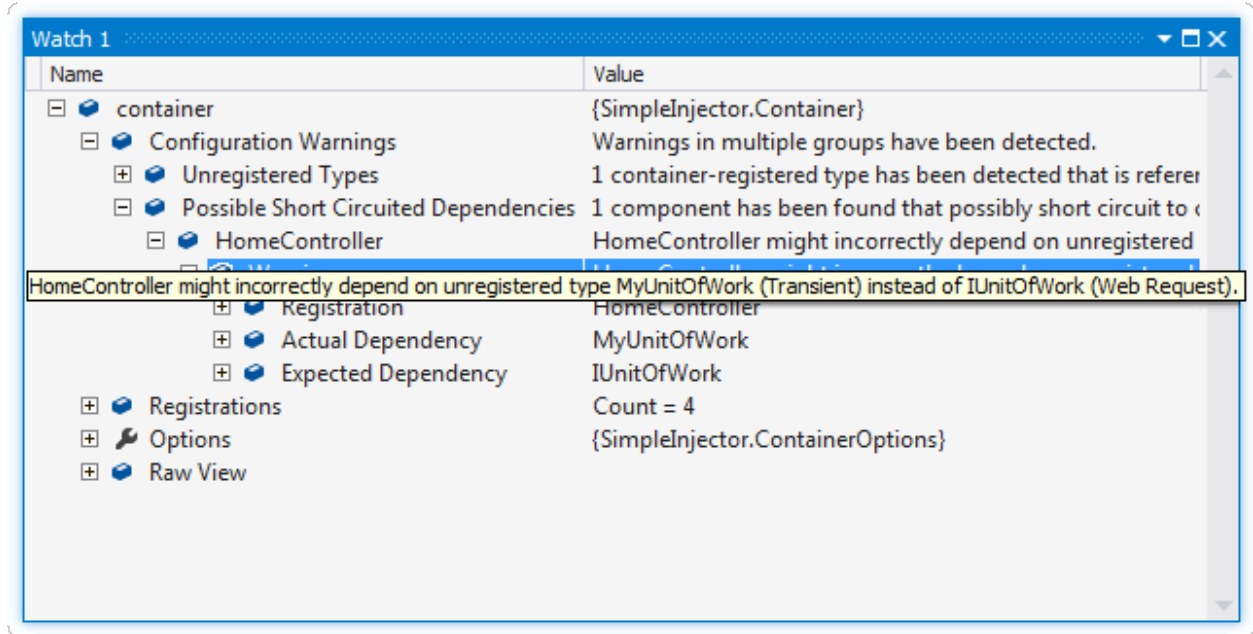 Watch 1
Name Value
container {SimpleInjector.Container}
Configuration Warnings Warnings in multiple groups have been detected.
Unregistered Types 1 container-registered type has been detected that is referen
Possible Short Circuited Dependencies 1 component has been found that possibly short circuit to
HomeController HomeController might incorrectly depend on unregistered
HomeController might incorrectly depend on unregistered type MyUnitOfWork (Transient) instead of IUnitOfWork (Web Request).
Registration HomeController
Actual Dependency MyUnitOfWork
Expected Dependency IUnitOfWork
Registrations Count = 4
Options {SimpleInjector.ContainerOptions}
Raw View